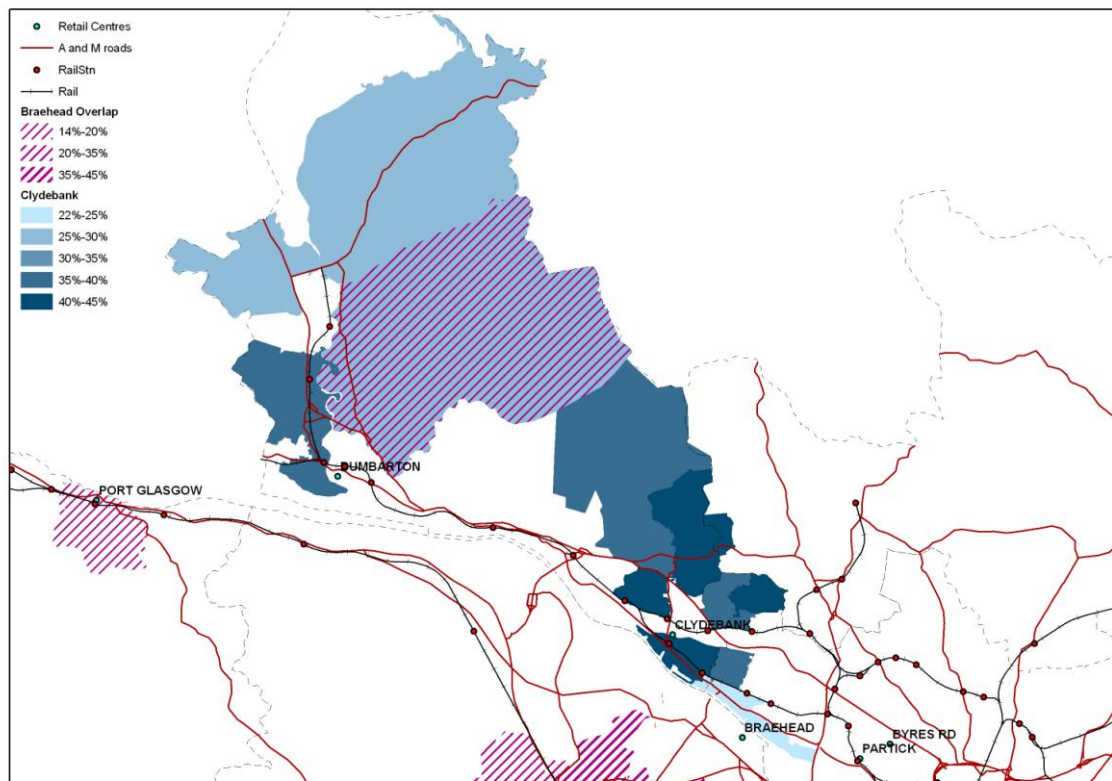 Retail Centres
A and M roads
RailStn
Rail
Braehead Overlap
14%-20%
20%-35%
35%-45%
Clydebank
22%-25%
25%-30%
30%-35%
35%-40%
40%-45%
DUMBARTON
PORT GLASGOW
CLYDEBANK
BRAEHEAD
BYRES RD
PARTICK